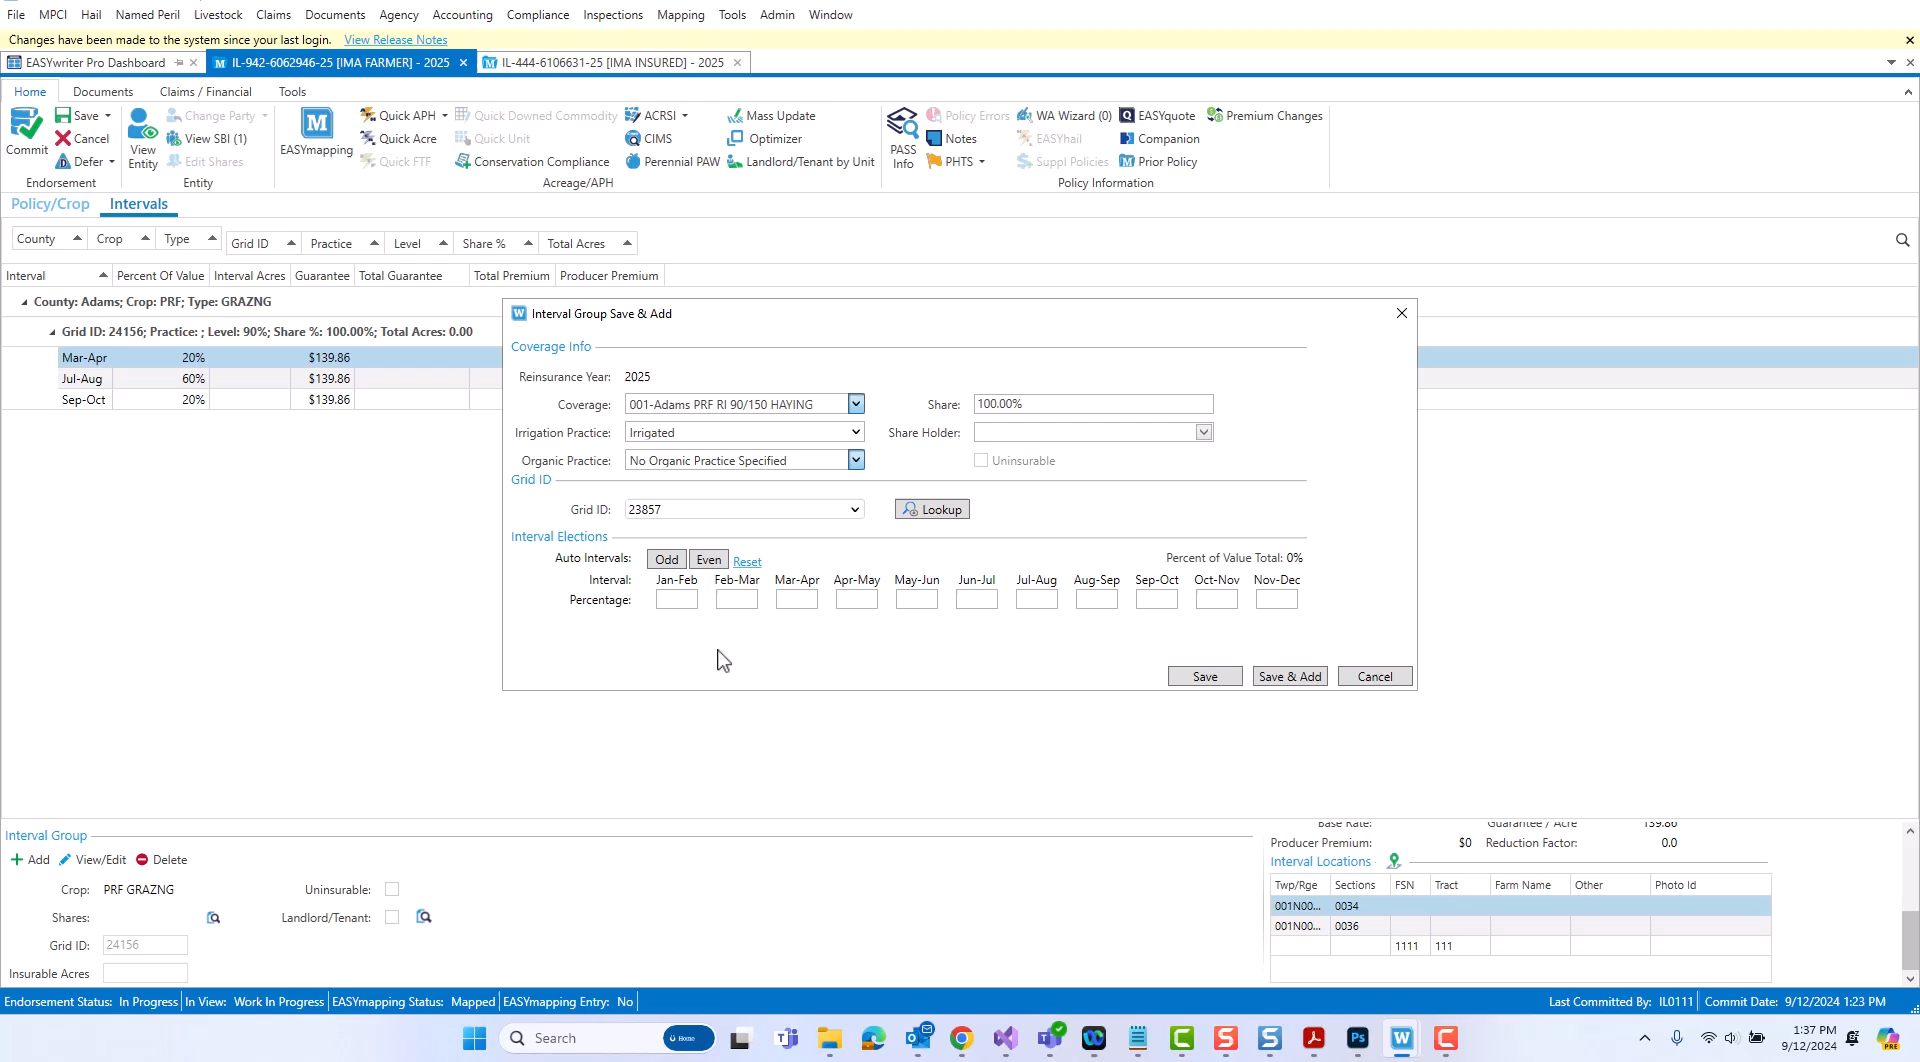 File MPCI Hail Named Peril Livestock Claims Documents Agency Accounting Compliance Inspections Mapping Tools Admin Window
Changes have been made to the system since your last login. View Release Notes
EASYwriter Pro Dashboard IL-942-6062946-25 [IMA FARMER] - 2025 IL-444-6106631-25 [IMA INSURED] - 2025
Home Documents Claims / Financial Tools
Save Change Party Quick APH Quick Downed Commodity ACRSI Mass Update Policy Errors WA Wizard (0) EASYquote Premium Changes
Cancel View SBI (1) Quick Acre Quick Unit CIMS Optimizer Notes EASYhail Companion
Commit View Entity EASYmapping PASS Info
Defer Edit Shares Quick FTF Conservation Compliance Perennial PAW Landlord/Tenant by Unit PHTS Suppl Policies Prior Policy
Endorsement Entity Acreage/APH Policy Information
Policy/Crop Intervals
County Crop Type Grid ID Practice Level Share % Total Acres
Interval Percent Of Value Interval Acres Guarantee Total Guarantee Total Premium Producer Premium
County: Adams; Crop: PRF; Type: GRAZNG
Grid ID: 24156; Practice: ; Level: 90%; Share %: 100.00%; Total Acres: 0.00
Mar-Apr 20% $139.86
Jul-Aug 60% $139.86
Sep-Oct 20% $139.86
Interval Group Save & Add
Coverage Info
Reinsurance Year: 2025
Coverage: 001-Adams PRF RI 90/150 HAYING Share: 100.00%
Irrigation Practice: Irrigated Share Holder:
Organic Practice: No Organic Practice Specified Uninsurable
Grid ID
Grid ID: 23857 Lookup
Interval Elections
Auto Intervals: Odd Even Reset Percent of Value Total: 0%
Interval: Jan-Feb Feb-Mar Mar-Apr Apr-May May-Jun Jun-Jul Jul-Aug Aug-Sep Sep-Oct Oct-Nov Nov-Dec
Percentage:
Save Save & Add Cancel
Interval Group
Add View/Edit Delete
Crop: PRF GRAZNG Uninsurable:
Shares: Landlord/Tenant:
Grid ID: 24156
Insurable Acres
Base Rate: Guarantee / Acre 139.86
Producer Premium: $0 Reduction Factor: 0.0
Interval Locations
Twp/Rge Sections FSN Tract Farm Name Other Photo Id
001N00... 0034
001N00... 0036
1111 111
Endorsement Status: In Progress In View: Work In Progress EASYmapping Status: Mapped EASYmapping Entry: No Last Committed By: IL0111 Commit Date: 9/12/2024 1:23 PM
Search Home 1:37 PM
9/12/2024